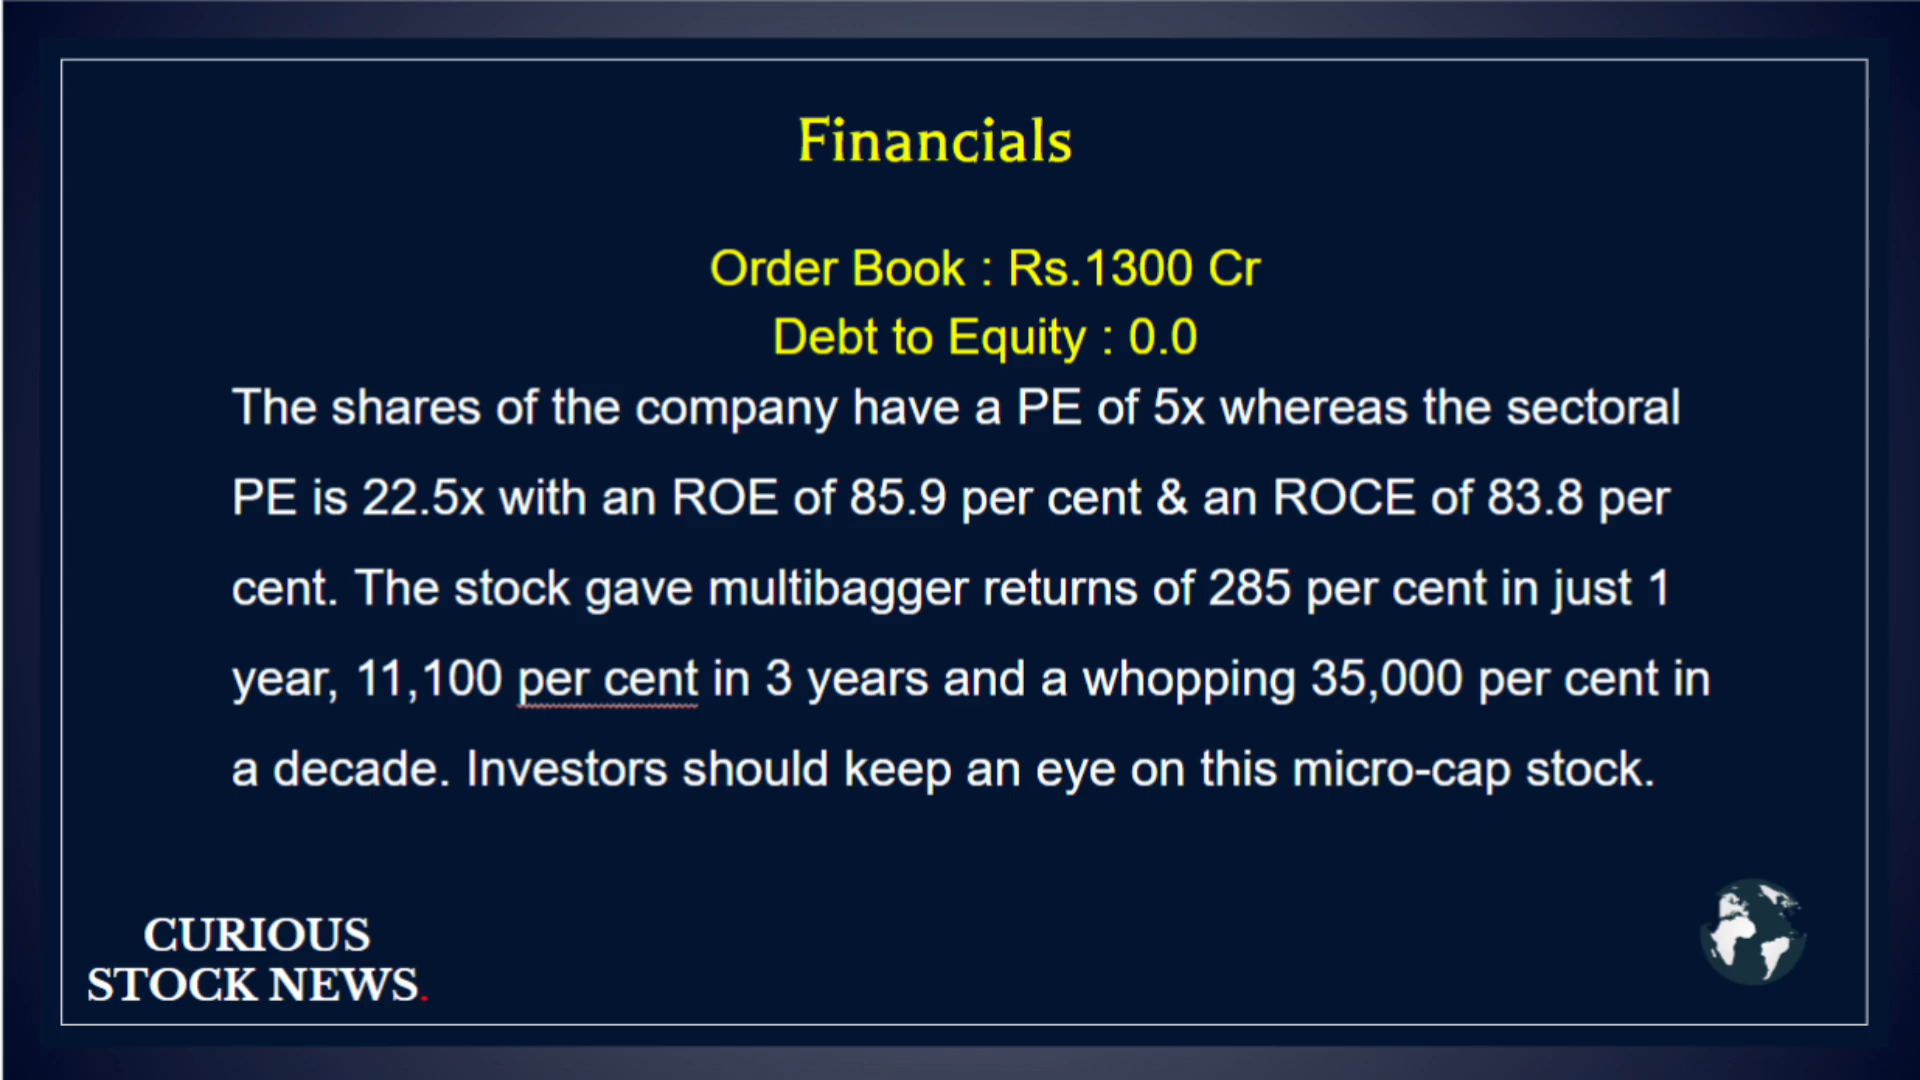 Financials
Order Book : Rs.1300 Cr
Debt to Equity : 0.0
The shares of the company have a PE of 5x whereas the sectoral
PE is 22.5x with an ROE of 85.9 per cent & an ROCE of 83.8 per
cent. The stock gave multibagger returns of 285 per cent in just 1
year, 11,100 per cent in 3 years and a whopping 35,000 per cent in
a decade. Investors should keep an eye on this micro-cap stock.
CURIOUS
STOCK NEWS.